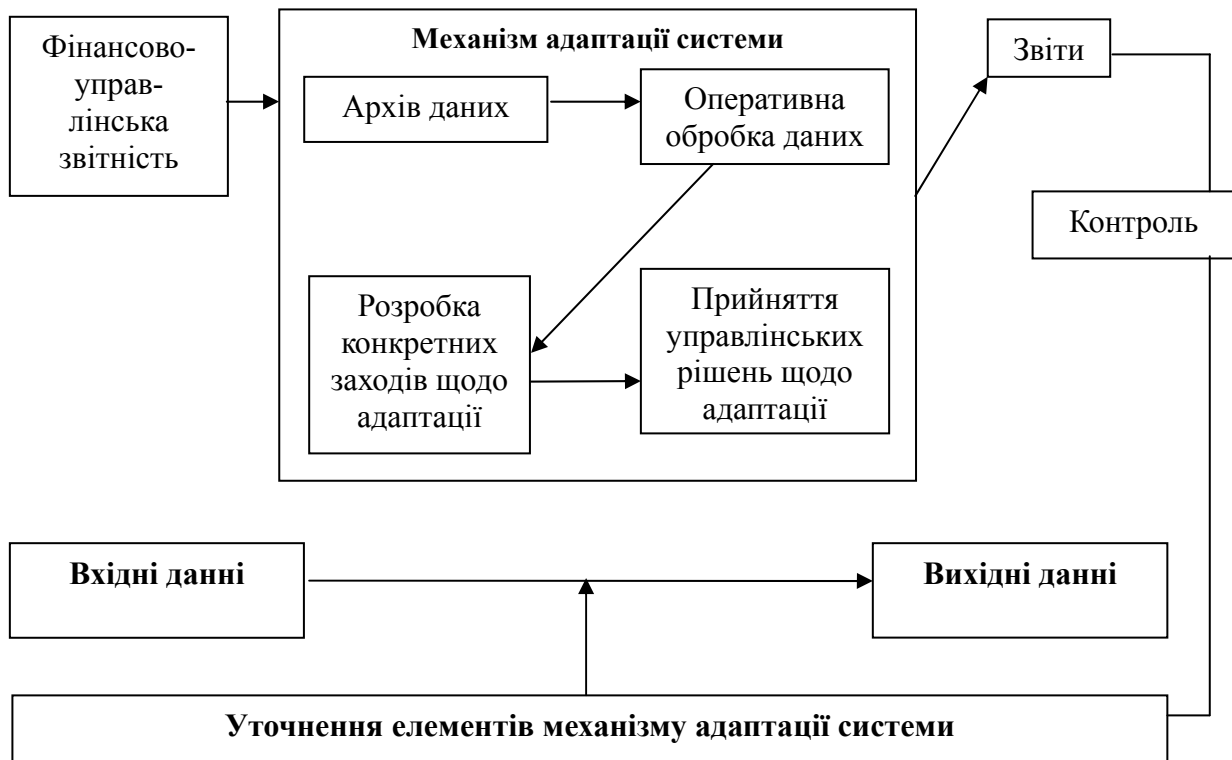 Фінансово-
управ-
лінська
звітність
Механізм адаптації системи
Архів даних
Оперативна
обробка даних
Розробка
конкретних
заходів щодо
адаптації
Прийняття
управлінських
рішень щодо
адаптації
Звіти
Контроль
Вхідні данні
Вихідні данні
Уточнення елементів механізму адаптації системи